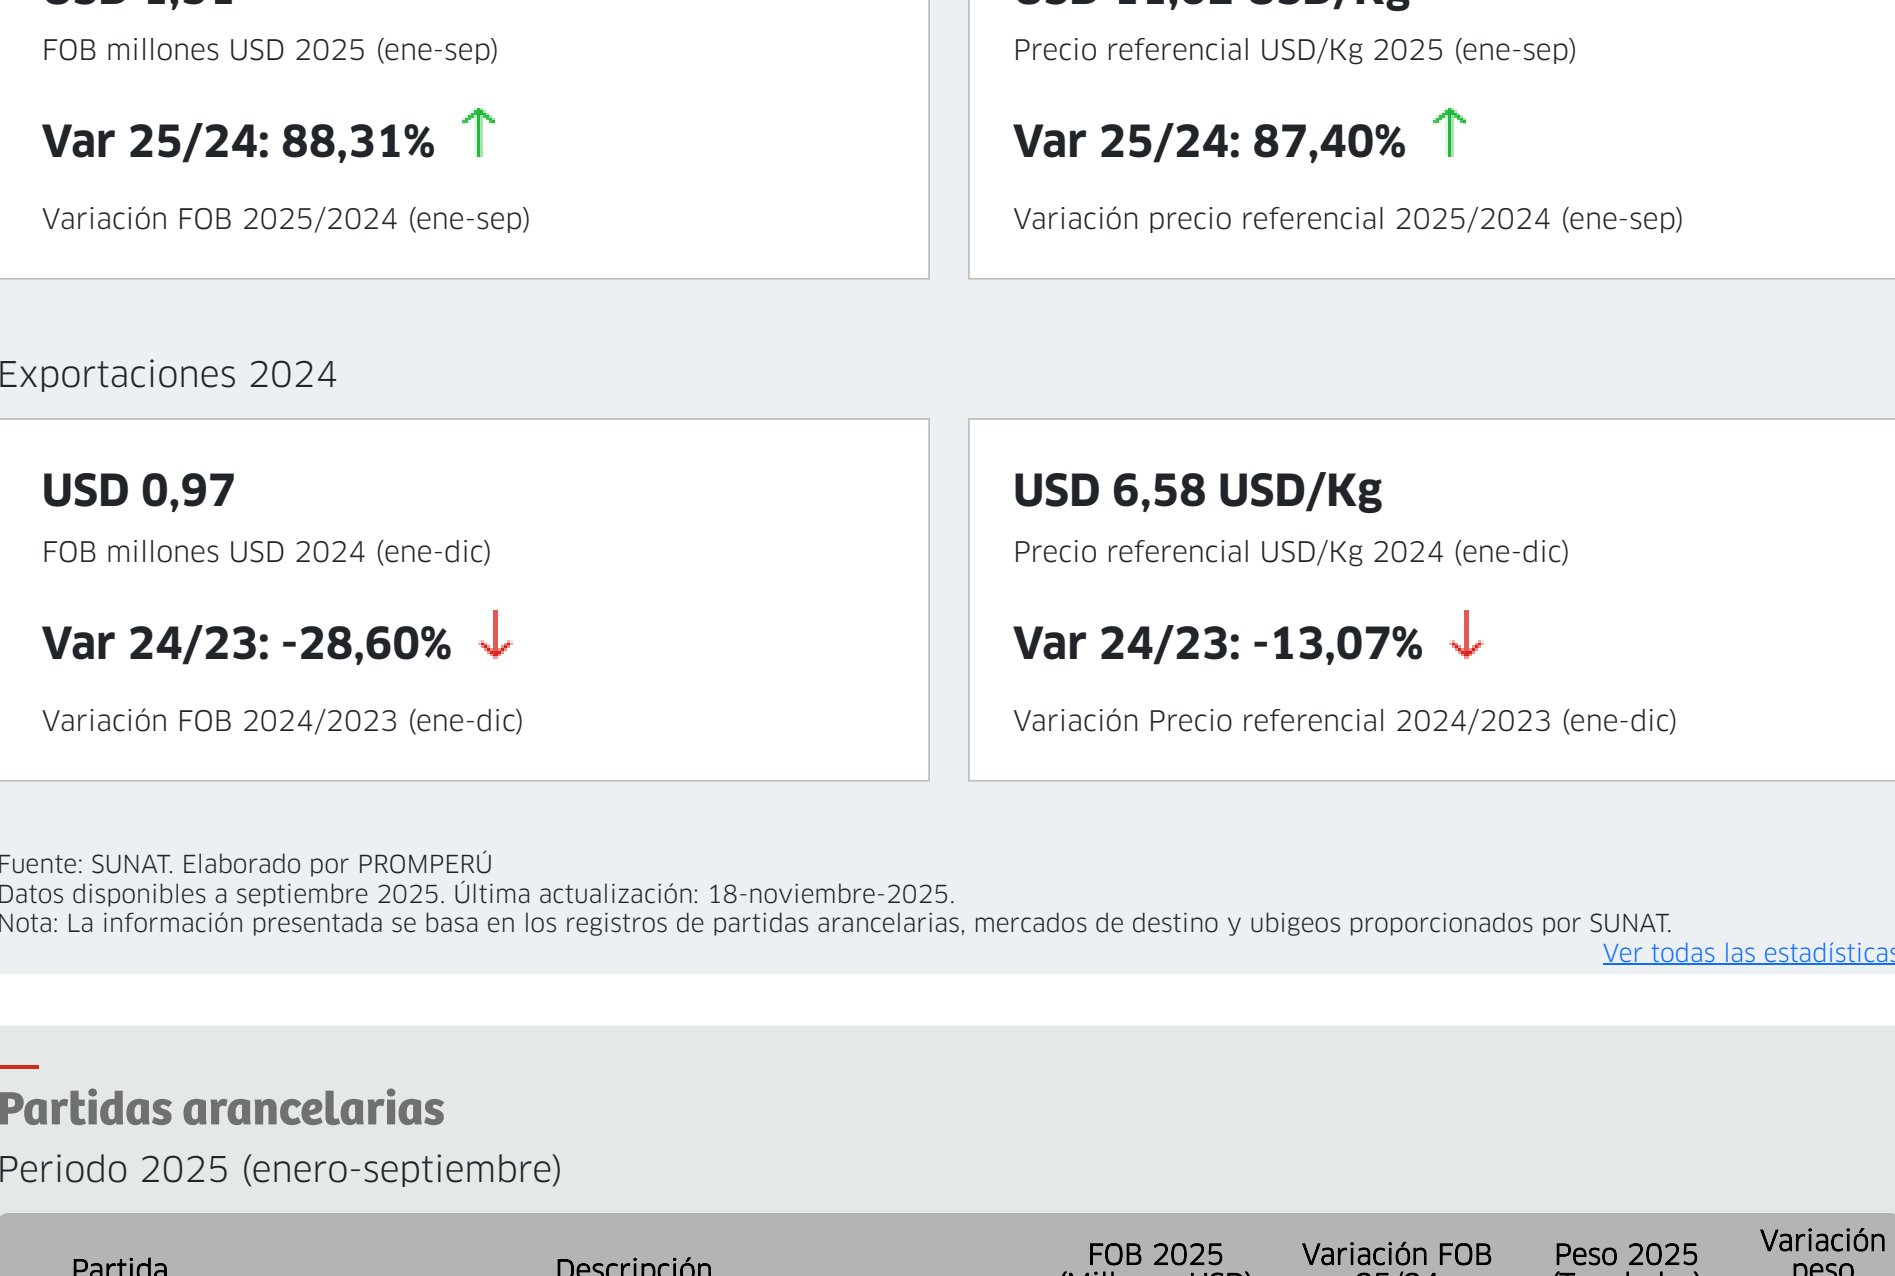 FOB millones USD 2025 (ene-sep)
Precio referencial USD/Kg 2025 (ene-sep)
Var 25/24: 88,31%
Var 25/24: 87,40%
Variación FOB 2025/2024 (ene-sep)
Variación precio referencial 2025/2024 (ene-sep)
Exportaciones 2024
USD 0,97
USD 6,58 USD/Kg
FOB millones USD 2024 (ene-dic)
Precio referencial USD/Kg 2024 (ene-dic)
Var 24/23: -28,60%
Var 24/23: -13,07%
Variación FOB 2024/2023 (ene-dic)
Variación Precio referencial 2024/2023 (ene-dic)
Fuente: SUNAT. Elaborado por PROMPERÚ
Datos disponibles a septiembre 2025. Última actualización: 18-noviembre-2025.
Nota: La información presentada se basa en los registros de partidas arancelarias, mercados de destino y ubigeos proporcionados por SUNAT.
Ver todas las estadísticas
Partidas arancelarias
Periodo 2025 (enero-septiembre)
Partida
Descripción
FOB 2025
Variación FOB
Peso 2025
Variación
peso